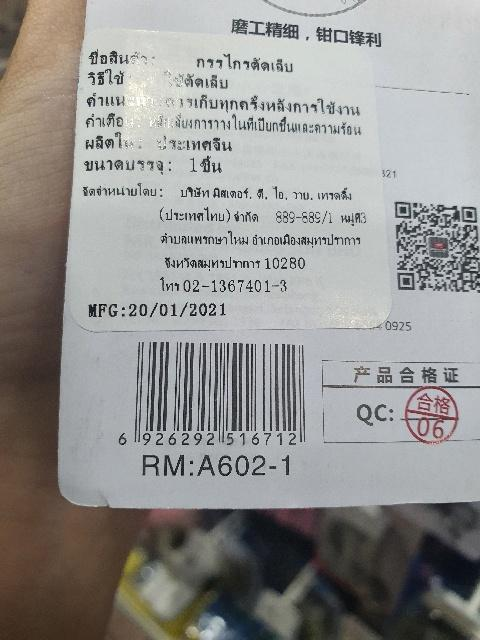 磨工精细，钳口锋利
ชื่อสินค้า: กรรไกรตัดเล็บ
วิธีใช้: ใช้ตัดเล็บ
คำแนะนำ: ควรเก็บทุกครั้งหลังการใช้งาน
คำเตือน: หลีกเลี่ยงการวางในที่เปียกชื้นและความร้อน
ผลิตใน: ประเทศจีน
ขนาดบรรจุ: 1ชิ้น
จัดจำหน่ายโดย: บริษัท มิสเตอร์. ดี. ไอ. วาย. เทรดดิ้ง
(ประเทศไทย) จำกัด 889-889/1 หมู่ที่3
ตำบลแพรกษาใหม่ อำเภอเมืองสมุทรปราการ
จังหวัดสมุทรปราการ 10280
โทร 02-1367401-3
MFG:20/01/2021
0925
产品合格证
QC: 合格 06
6 926292 516712
RM:A602-1